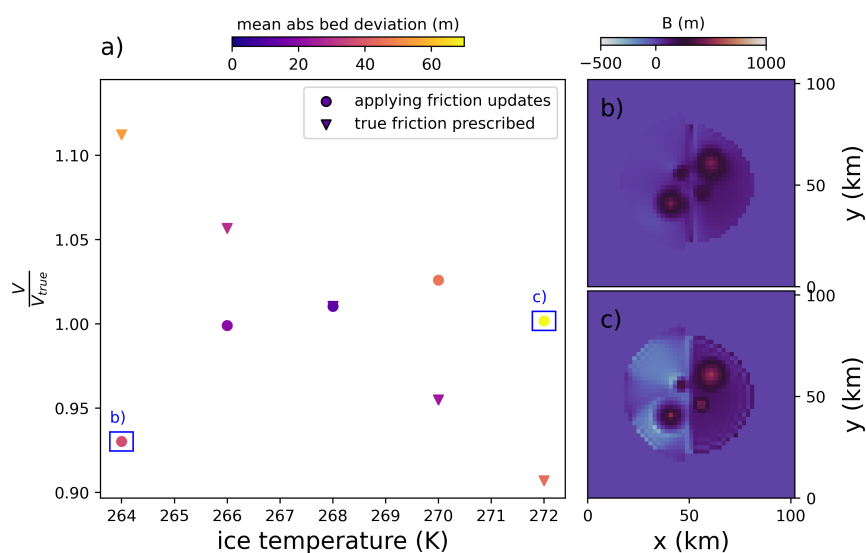 a)
mean abs bed deviation (m)
0 20 40 60
B (m)
−500 0 1000
applying friction updates
true friction prescribed
1.10
1.05
1.00
0.95
0.90
V
V_true
b)
c)
264 265 266 267 268 269 270 271 272
ice temperature (K)
b)
100
50
0
y (km)
c)
100
50
0
y (km)
0 50 100
x (km)